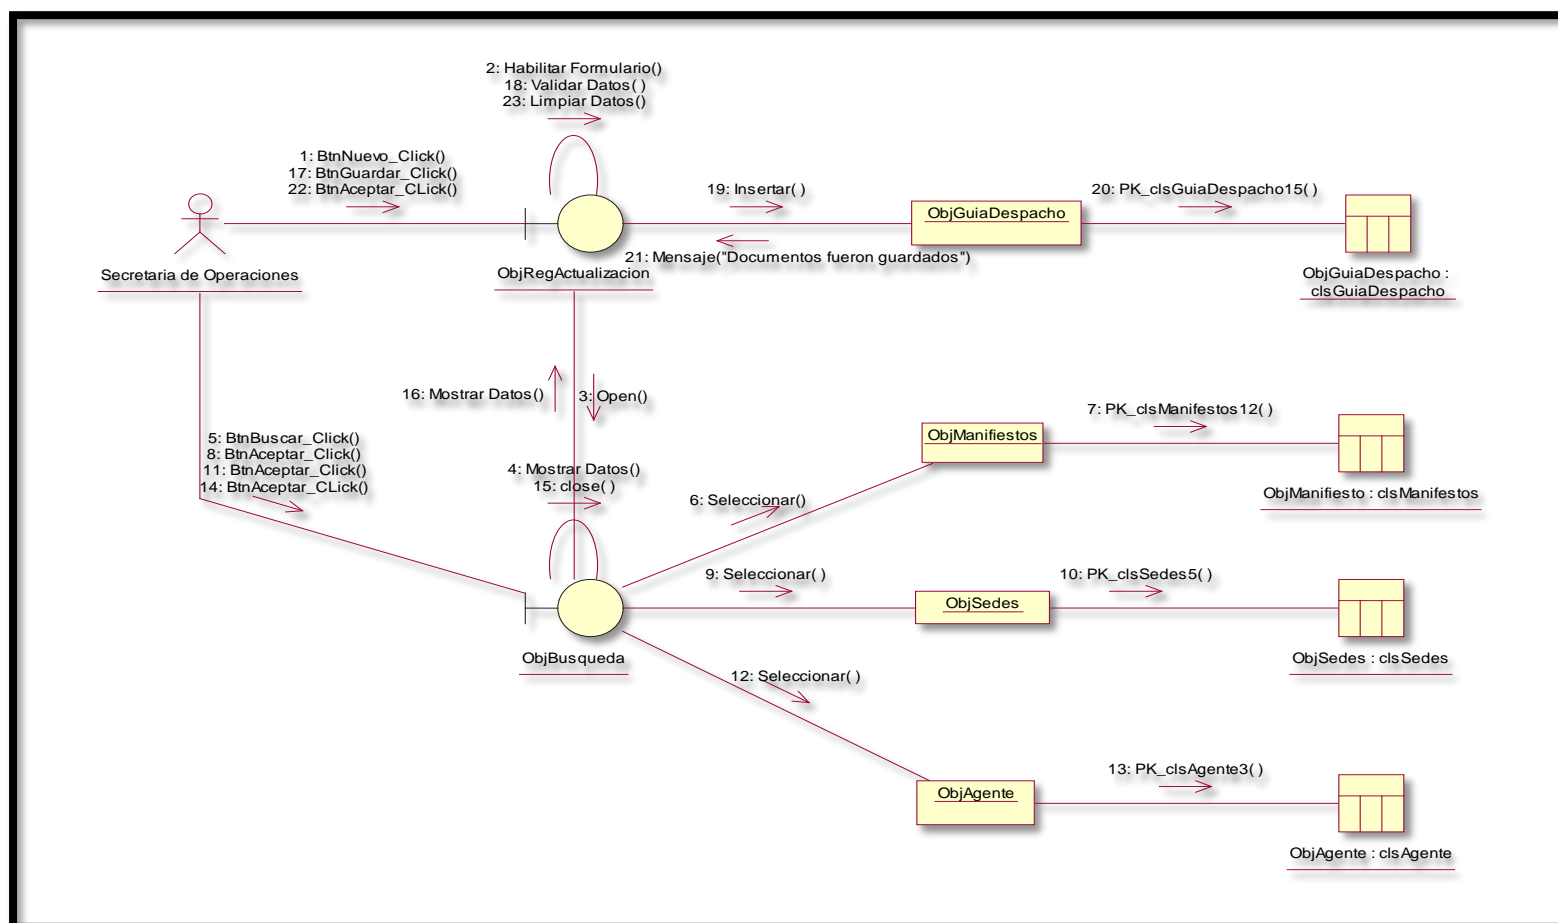 2: Habilitar Formulario()
18: Validar Datos( )
23: Limpiar Datos()
1: BtnNuevo_Click()
17: BtnGuardar_Click()
22: BtnAceptar_CLick()
19: Insertar( )
20: PK_clsGuiaDespacho15( )
ObjGuiaDespacho
21: Mensaje("Documentos fueron guardados")
Secretaria de Operaciones
ObjRegActualizacion
ObjGuiaDespacho :
clsGuiaDespacho
16: Mostrar Datos()
3: Open()
7: PK_clsManifestos12( )
ObjManifiestos
5: BtnBuscar_Click()
8: BtnAceptar_Click()
11: BtnAceptar_Click()
14: BtnAceptar_CLick()
4: Mostrar Datos()
15: close( )
6: Seleccionar()
ObjManifiesto : clsManifestos
9: Seleccionar( )
10: PK_clsSedes5( )
ObjSedes
ObjBusqueda
ObjSedes : clsSedes
12: Seleccionar( )
13: PK_clsAgente3( )
ObjAgente
ObjAgente : clsAgente